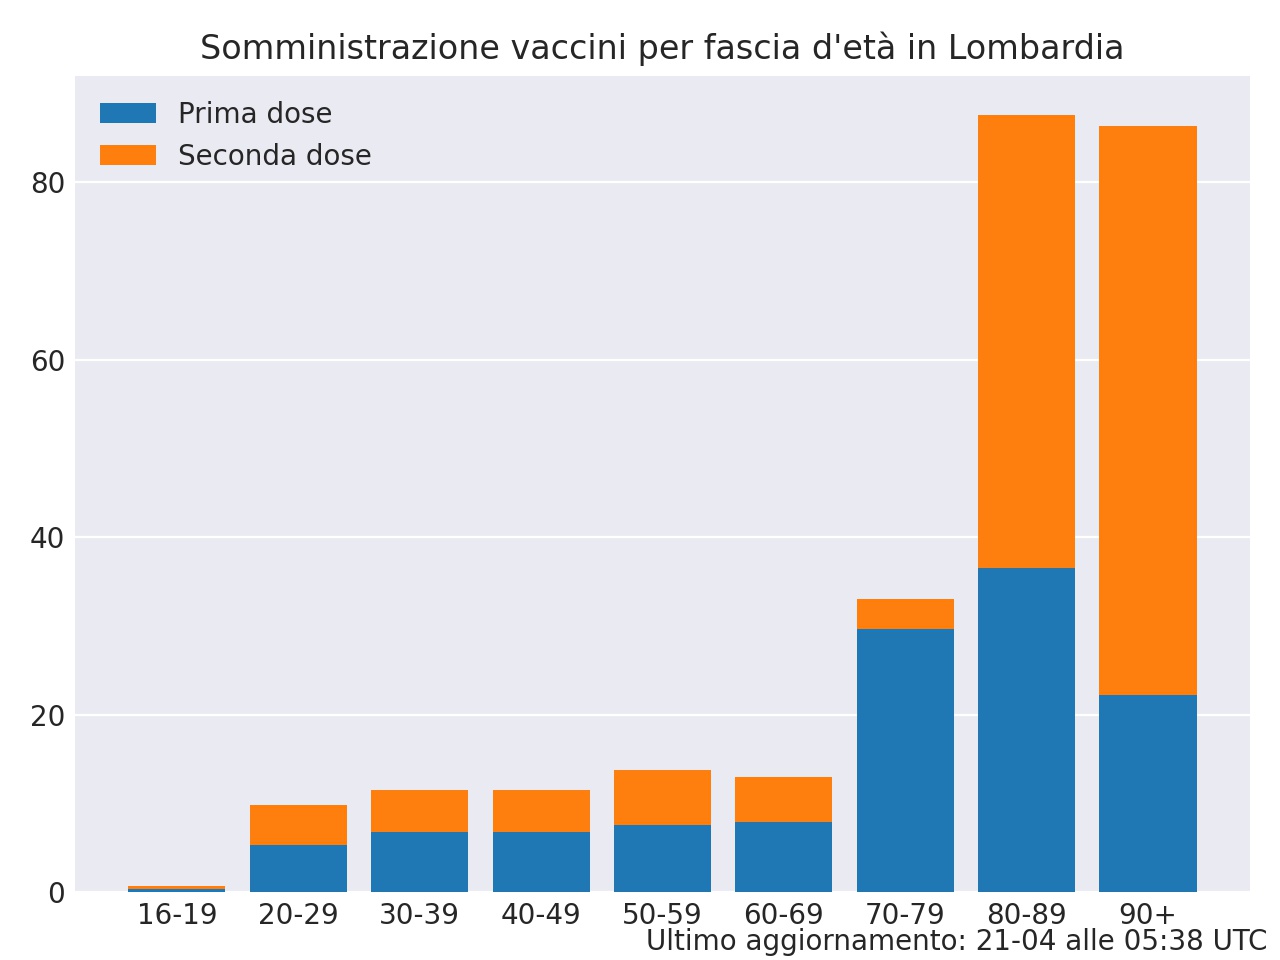 Somministrazione vaccini per fascia d'età in Lombardia
Prima dose
Seconda dose
80
60
40
20
0
16-19 20-29 30-39 40-49 50-59 60-69 70-79 80-89 90+
Ultimo aggiornamento: 21-04 alle 05:38 UTC